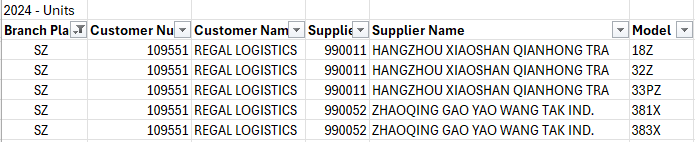 2024 - Units
Branch Pla Customer Nu Customer Nam Supplie Supplier Name Model
SZ 109551 REGAL LOGISTICS 990011 HANGZHOU XIAOSHAN QIANHONG TRA 18Z
SZ 109551 REGAL LOGISTICS 990011 HANGZHOU XIAOSHAN QIANHONG TRA 32Z
SZ 109551 REGAL LOGISTICS 990011 HANGZHOU XIAOSHAN QIANHONG TRA 33PZ
SZ 109551 REGAL LOGISTICS 990052 ZHAOQING GAO YAO WANG TAK IND. 381X
SZ 109551 REGAL LOGISTICS 990052 ZHAOQING GAO YAO WANG TAK IND. 383X